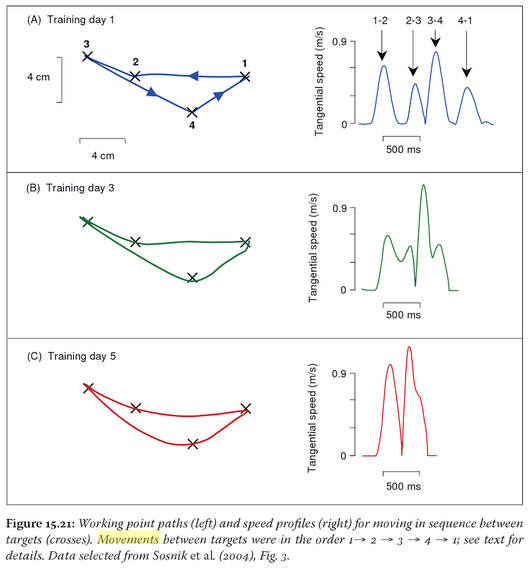 (A) Training day 1
3
2
1
4
4 cm
4 cm
1-2 2-3 3-4 4-1
Tangential speed (m/s)
0.9
0
500 ms
(B) Training day 3
Tangential speed (m/s)
0.9
0
500 ms
(C) Training day 5
Tangential speed (m/s)
0.9
0
500 ms
Figure 15.21: Working point paths (left) and speed profiles (right) for moving in sequence between
targets (crosses). Movements between targets were in the order 1→ 2 → 3 → 4 → 1; see text for
details. Data selected from Sosnik et al. (2004), Fig. 3.